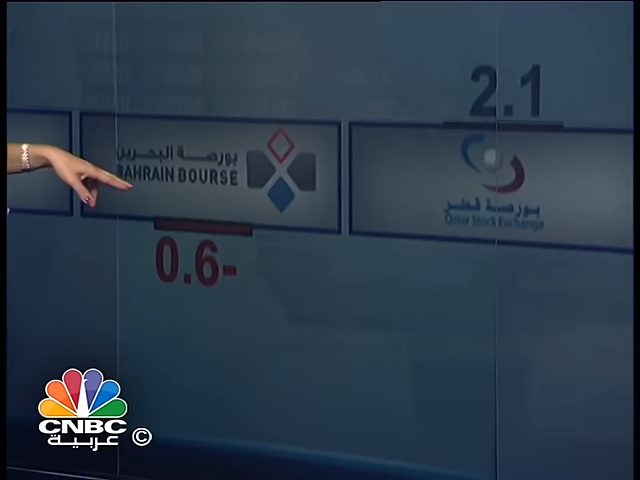 2.1
بورصة البحرين
BAHRAIN BOURSE
بورصة قطر
Qatar Stock Exchange
0.6-
CNBC
عربية ©